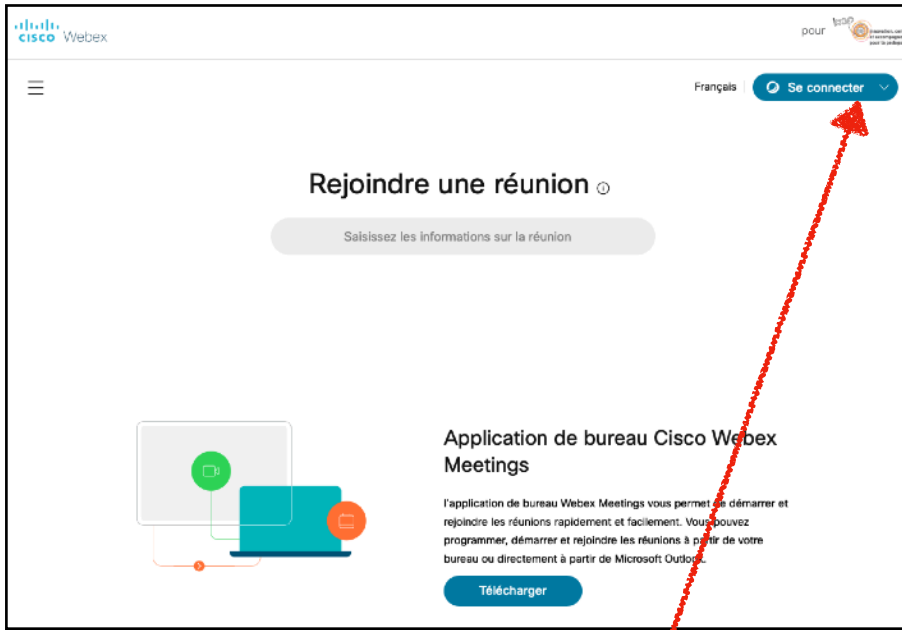 CISCO Webex
pour
Français
Se connecter
Rejoindre une réunion
Saisissez les informations sur la réunion
Application de bureau Cisco Webex
Meetings
l'application de bureau Webex Meetings vous permet de démarrer et
rejoindre les réunions rapidement et facilement. Vous pouvez
programmer, démarrer et rejoindre les réunions à partir de votre
bureau ou directement à partir de Microsoft Outlook.
Télécharger